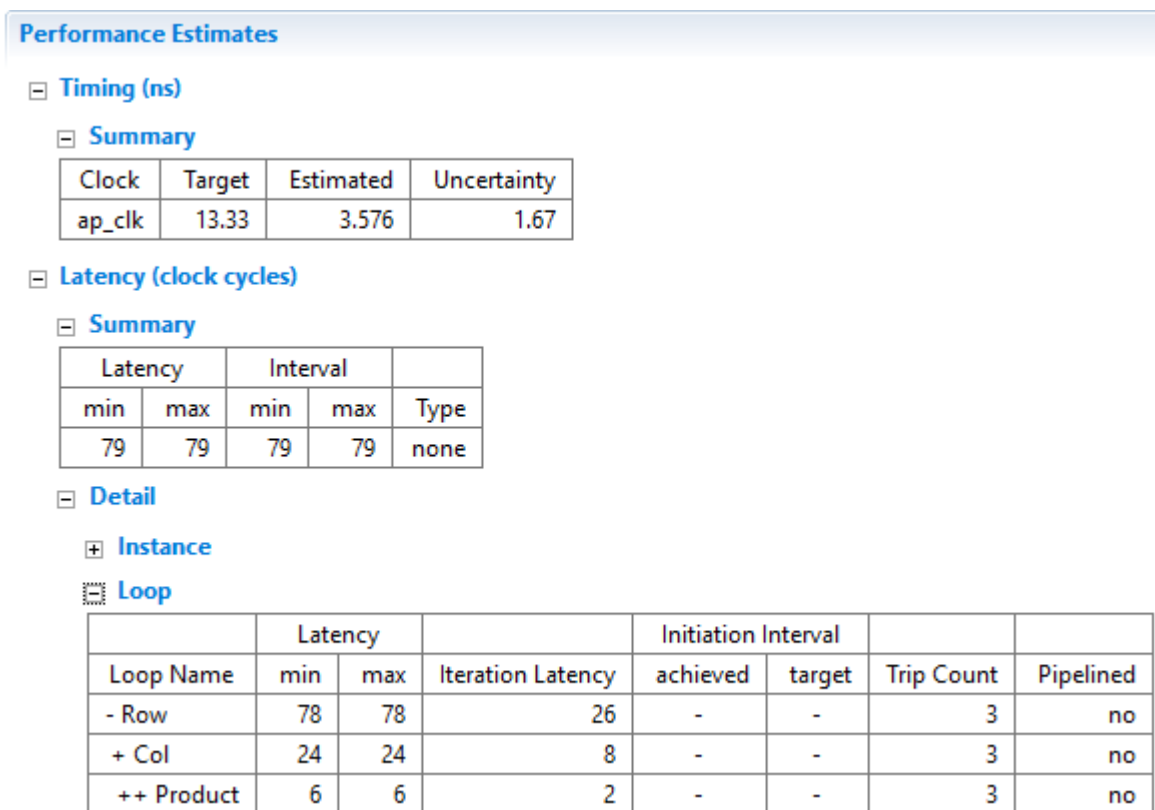 Performance Estimates
Timing (ns)
Summary
Clock Target Estimated Uncertainty
ap_clk 13.33 3.576 1.67
Latency (clock cycles)
Summary
Latency Interval
min max min max Type
79 79 79 79 none
Detail
Instance
Loop
Latency Initiation Interval
Loop Name min max Iteration Latency achieved target Trip Count Pipelined
- Row 78 78 26 - - 3 no
+ Col 24 24 8 - - 3 no
++ Product 6 6 2 - - 3 no